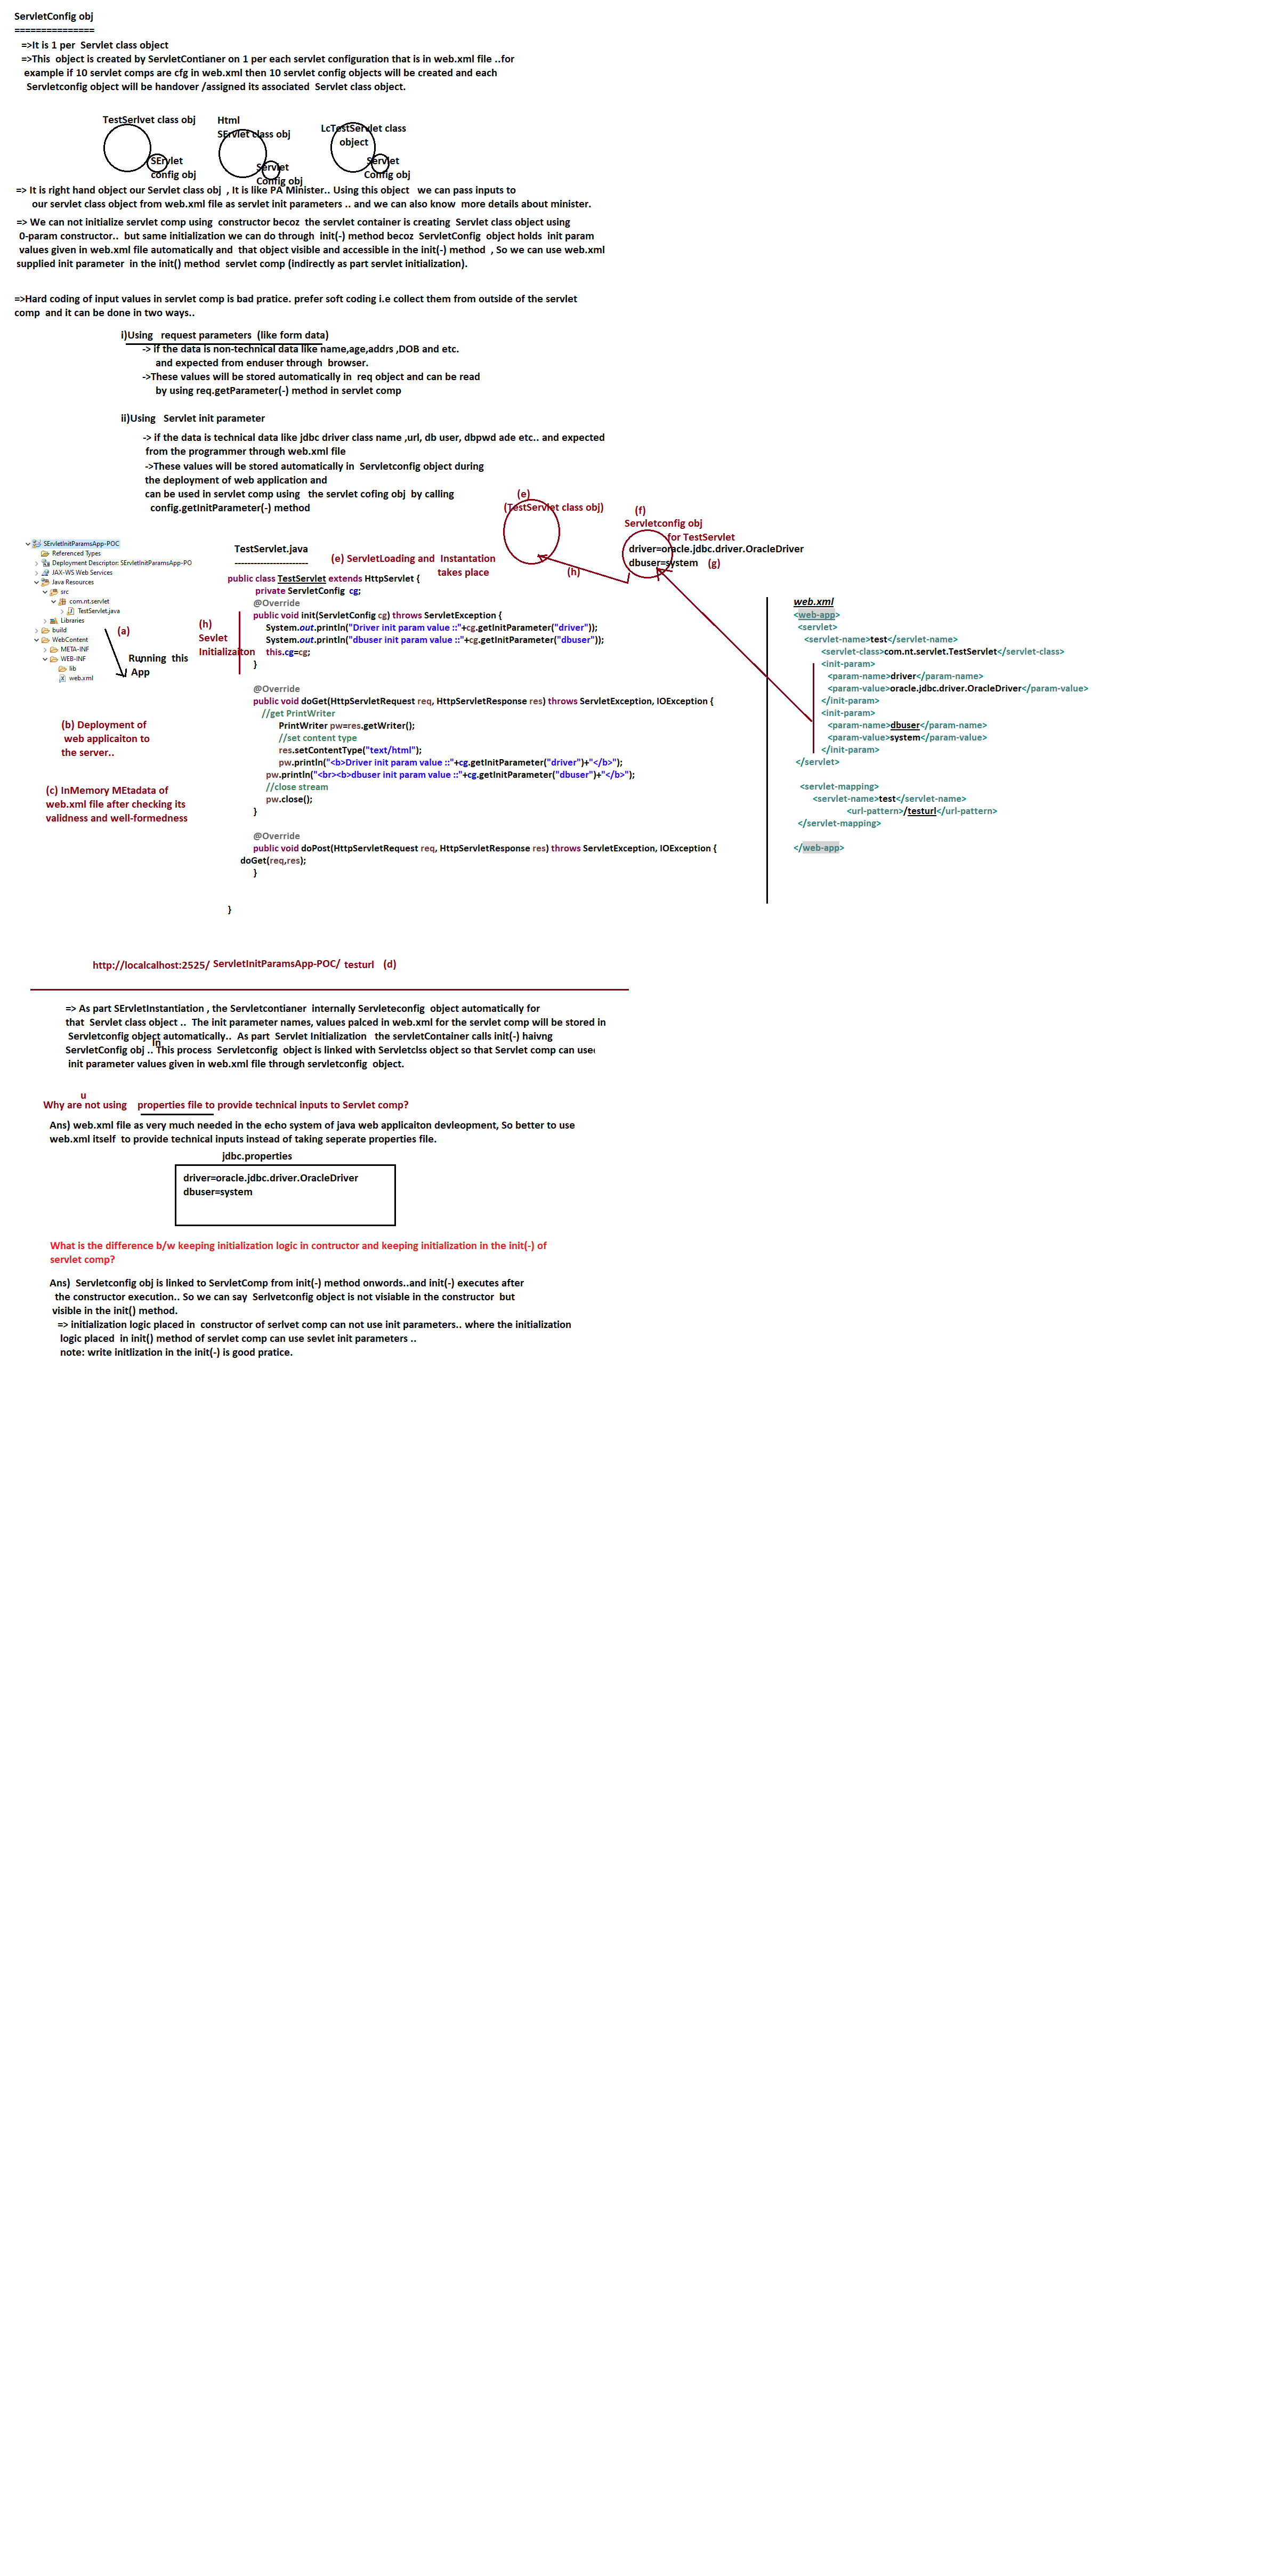 ServletConfig obj
===============
=>It is 1 per  Servlet class object
=>This  object is created by ServletContianer on 1 per each servlet configuration that is in web.xml file ..for
example if 10 servlet comps are cfg in web.xml then 10 servlet config objects will be created and each
Servletconfig object will be handover /assigned its associated  Servlet class object.
TestSerlvet class obj
Html
SErvlet class obj
LcTestServlet class
object
SErvlet
config obj
Servlet
Config obj
Servlet
Config obj
=> It is right hand object our Servlet class obj  , It is like PA Minister.. Using this object   we can pass inputs to
our servlet class object from web.xml file as servlet init parameters .. and we can also know  more details about minister.
=> We can not initialize servlet comp using  constructor becoz  the servlet container is creating  Servlet class object using
0-param constructor..  but same initialization we can do through  init(-) method becoz  ServletConfig  object holds  init param
values given in web.xml file automatically and  that object visible and accessible in the init(-) method  , So we can use web.xml
supplied init parameter  in the init() method  servlet comp (indirectly as part servlet initialization).
=>Hard coding of input values in servlet comp is bad pratice. prefer soft coding i.e collect them from outside of the servlet
comp  and it can be done in two ways..
i)Using   request parameters  (like form data)
-> if the data is non-technical data like name,age,addrs ,DOB and etc.
and expected from enduser through  browser.
->These values will be stored automatically in  req object and can be read
by using req.getParameter(-) method in servlet comp
ii)Using   Servlet init parameter
-> if the data is technical data like jdbc driver class name ,url, db user, dbpwd ade etc.. and expected
from the programmer through web.xml file
->These values will be stored automatically in  Servletconfig object during
the deployment of web application and
can be used in servlet comp using   the servlet cofing obj  by calling
config.getInitParameter(-) method
(e)
(TestServlet class obj)
(f)
Servletconfig obj
for TestServlet
driver=oracle.jdbc.driver.OracleDriver
dbuser=system   (g)
(h)
SErvletInitParamsApp-POC
Referenced Types
Deployment Descriptor: SErvletInitParamsApp-PO
JAX-WS Web Services
Java Resources
src
com.nt.servlet
TestServlet.java
Libraries
build
WebContent
META-INF
WEB-INF
lib
web.xml
(a)
Running  this
App
(b) Deployment of
web applicaiton to
the server..
(c) InMemory MEtadata of
web.xml file after checking its
validness and well-formedness
TestServlet.java
-----------------------
(e) ServletLoading and  Instantation
takes place
(h)
Sevlet
Initializaiton
public class TestServlet extends HttpServlet {
private ServletConfig  cg;
@Override
public void init(ServletConfig cg) throws ServletException {
System.out.println("Driver init param value ::"+cg.getInitParameter("driver"));
System.out.println("dbuser init param value ::"+cg.getInitParameter("dbuser"));
this.cg=cg;
}
@Override
public void doGet(HttpServletRequest req, HttpServletResponse res) throws ServletException, IOException {
//get PrintWriter
PrintWriter pw=res.getWriter();
//set content type
res.setContentType("text/html");
pw.println("<b>Driver init param value ::"+cg.getInitParameter("driver")+"</b>");
pw.println("<br><b>dbuser init param value ::"+cg.getInitParameter("dbuser")+"</b>");
//close stream
pw.close();
}
@Override
public void doPost(HttpServletRequest req, HttpServletResponse res) throws ServletException, IOException {
doGet(req,res);
}
}
web.xml
<web-app>
<servlet>
<servlet-name>test</servlet-name>
<servlet-class>com.nt.servlet.TestServlet</servlet-class>
<init-param>
<param-name>driver</param-name>
<param-value>oracle.jdbc.driver.OracleDriver</param-value>
</init-param>
<init-param>
<param-name>dbuser</param-name>
<param-value>system</param-value>
</init-param>
</servlet>
<servlet-mapping>
<servlet-name>test</servlet-name>
<url-pattern>/testurl</url-pattern>
</servlet-mapping>
</web-app>
http://localcalhost:2525/ ServletInitParamsApp-POC/ testurl   (d)
=> As part SErvletInstantiation , the Servletcontianer  internally Servleteconfig  object automatically for
that  Servlet class object ..  The init parameter names, values palced in web.xml for the servlet comp will be stored in
Servletconfig object automatically..  As part  Servlet Initialization   the servletContainer calls init(-) haivng
In
ServletConfig obj .. This process  Servletconfig  object is linked with Servletclss object so that Servlet comp can use
init parameter values given in web.xml file through servletconfig  object.
u
Why are not using    properties file to provide technical inputs to Servlet comp?
Ans) web.xml file as very much needed in the echo system of java web applicaiton devleopment, So better to use
web.xml itself  to provide technical inputs instead of taking seperate properties file.
jdbc.properties
driver=oracle.jdbc.driver.OracleDriver
dbuser=system
What is the difference b/w keeping initialization logic in contructor and keeping initialization in the init(-) of
servlet comp?
Ans)  Servletconfig obj is linked to ServletComp from init(-) method onwords..and init(-) executes after
the constructor execution.. So we can say  Serlvetconfig object is not visiable in the constructor  but
visible in the init() method.
=> initialization logic placed in  constructor of serlvet comp can not use init parameters.. where the initialization
logic placed  in init() method of servlet comp can use sevlet init parameters ..
note: write initlization in the init(-) is good pratice.